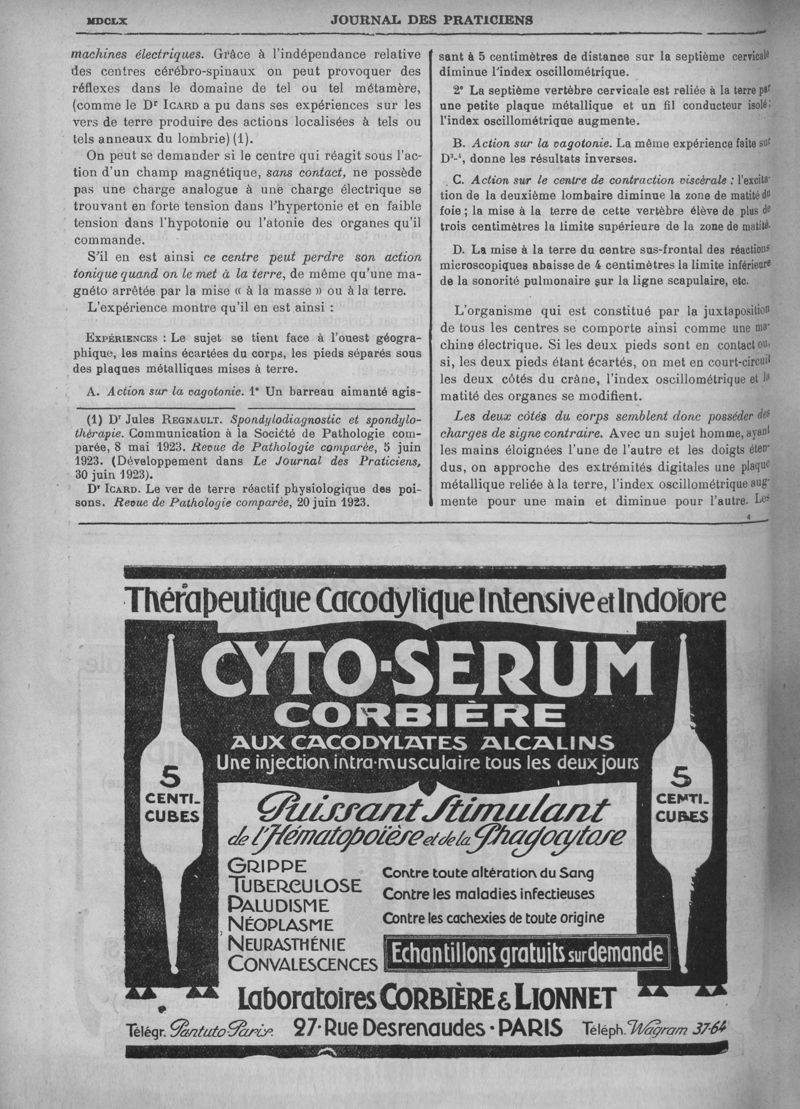 MDCLX
JOURNAL DES PRATICIENS
machines électriques. Grâce à l'indépendance relative
des centres cérébro-spinaux on peut provoquer des
réflexes dans le domaine de tel ou tel métamère,
(comme le Dr ICARD a pu dans ses expériences sur les
vers de terre produire des actions localisées à tels ou
tels anneaux du lombrie) (1).
On peut se demander si le centre qui réagit sous l'ac-
tion d'un champ magnétique, sans contact, ne possède
pas une charge analogue à une charge électrique se
trouvant en forte tension dans l'hypertonie et en faible
tension dans l'hypotonie ou l'atonie des organes qu'il
commande.
S'il en est ainsi ce centre peut perdre son action
tonique quand on le met à la terre, de même qu'une ma-
gnéto arrêtée par la mise « à la masse » ou à la terre.
L'expérience montre qu'il en est ainsi :
EXPÉRIENCES : Le sujet se tient face à l'ouest géogra-
phique, les mains écartées du corps, les pieds séparés sous
des plaques métalliques mises à terre.
A. Action sur la vagotonie. 1° Un barreau aimanté agis-
(1) Dr Jules REGNAULT. Spondylodiagnostic et spondylo-
thérapie. Communication à la Société de Pathologie com-
parée, 8 mai 1923. Revue de Pathologie comparée, 5 juin
1923. (Développement dans Le Journal des Praticiens,
30 juin 1923).
Dr ICARD. Le ver de terre réactif physiologique des poi-
sons. Revue de Pathologie comparée, 20 juin 1923.
sant à 5 centimètres de distance sur la septième cervicale
diminue l'index oscillométrique.
2° La septième vertèbre cervicale est reliée à la terre par
une petite plaque métallique et un fil conducteur isolé ;
l'index oscillométrique augmente.
B. Action sur la vagotonie. La même expérience faite sur
D³-⁴, donne les résultats inverses.
C. Action sur le centre de contraction viscérale : l'excita-
tion de la deuxième lombaire diminue la zone de matité du
foie ; la mise à la terre de cette vertèbre élève de plus de
trois centimètres la limite supérieure de la zone de matité.
D. La mise à la terre du centre sus-frontal des réactions
microscopiques abaisse de 4 centimètres la limite inférieure
de la sonorité pulmonaire sur la ligne scapulaire, etc.
L'organisme qui est constitué par la juxtaposition
de tous les centres se comporte ainsi comme une ma-
chine électrique. Si les deux pieds sont en contact ou,
si, les deux pieds étant écartés, on met en court-circuit
les deux côtés du crâne, l'index oscillométrique et la
matité des organes se modifient.
Les deux côtés du corps semblent donc posséder des
charges de signe contraire. Avec un sujet homme, ayant
les mains éloignées l'une de l'autre et les doigts éten-
dus, on approche des extrémités digitales une plaque
métallique reliée à la terre, l'index oscillométrique aug-
mente pour une main et diminue pour l'autre. Les
4
Thérapeutique Cacodylique Intensive et Indolore
CYTO-SERUM
CORBIÈRE
AUX CACODYLATES ALCALINS
Une injection intra-musculaire tous les deux jours
5
CENTI-
CUBES
5
CENTI-
CUBES
Puissant Stimulant
de l'Hématopoïèse et de la Phagocytose
GRIPPE
TUBERCULOSE
PALUDISME
NÉOPLASME
NEURASTHÉNIE
CONVALESCENCES
Contre toute altération du Sang
Contre les maladies infectieuses
Contre les cachexies de toute origine
Echantillons gratuits sur demande
Laboratoires CORBIÈRE & LIONNET
Télégr. Pantuto-Paris. 27·Rue Desrenaudes·PARIS Téléph. Wagram 37-64